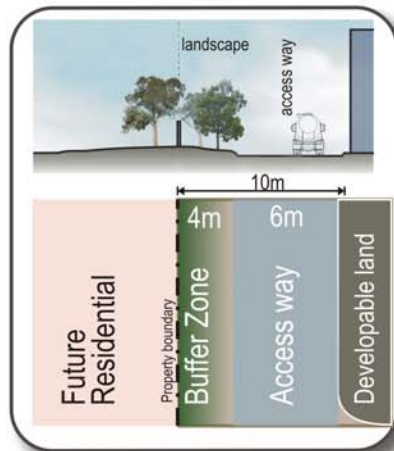 landscape
access way
10m
4m
6m
Future
Residential
Property boundary
Buffer Zone
Access way
Developable land